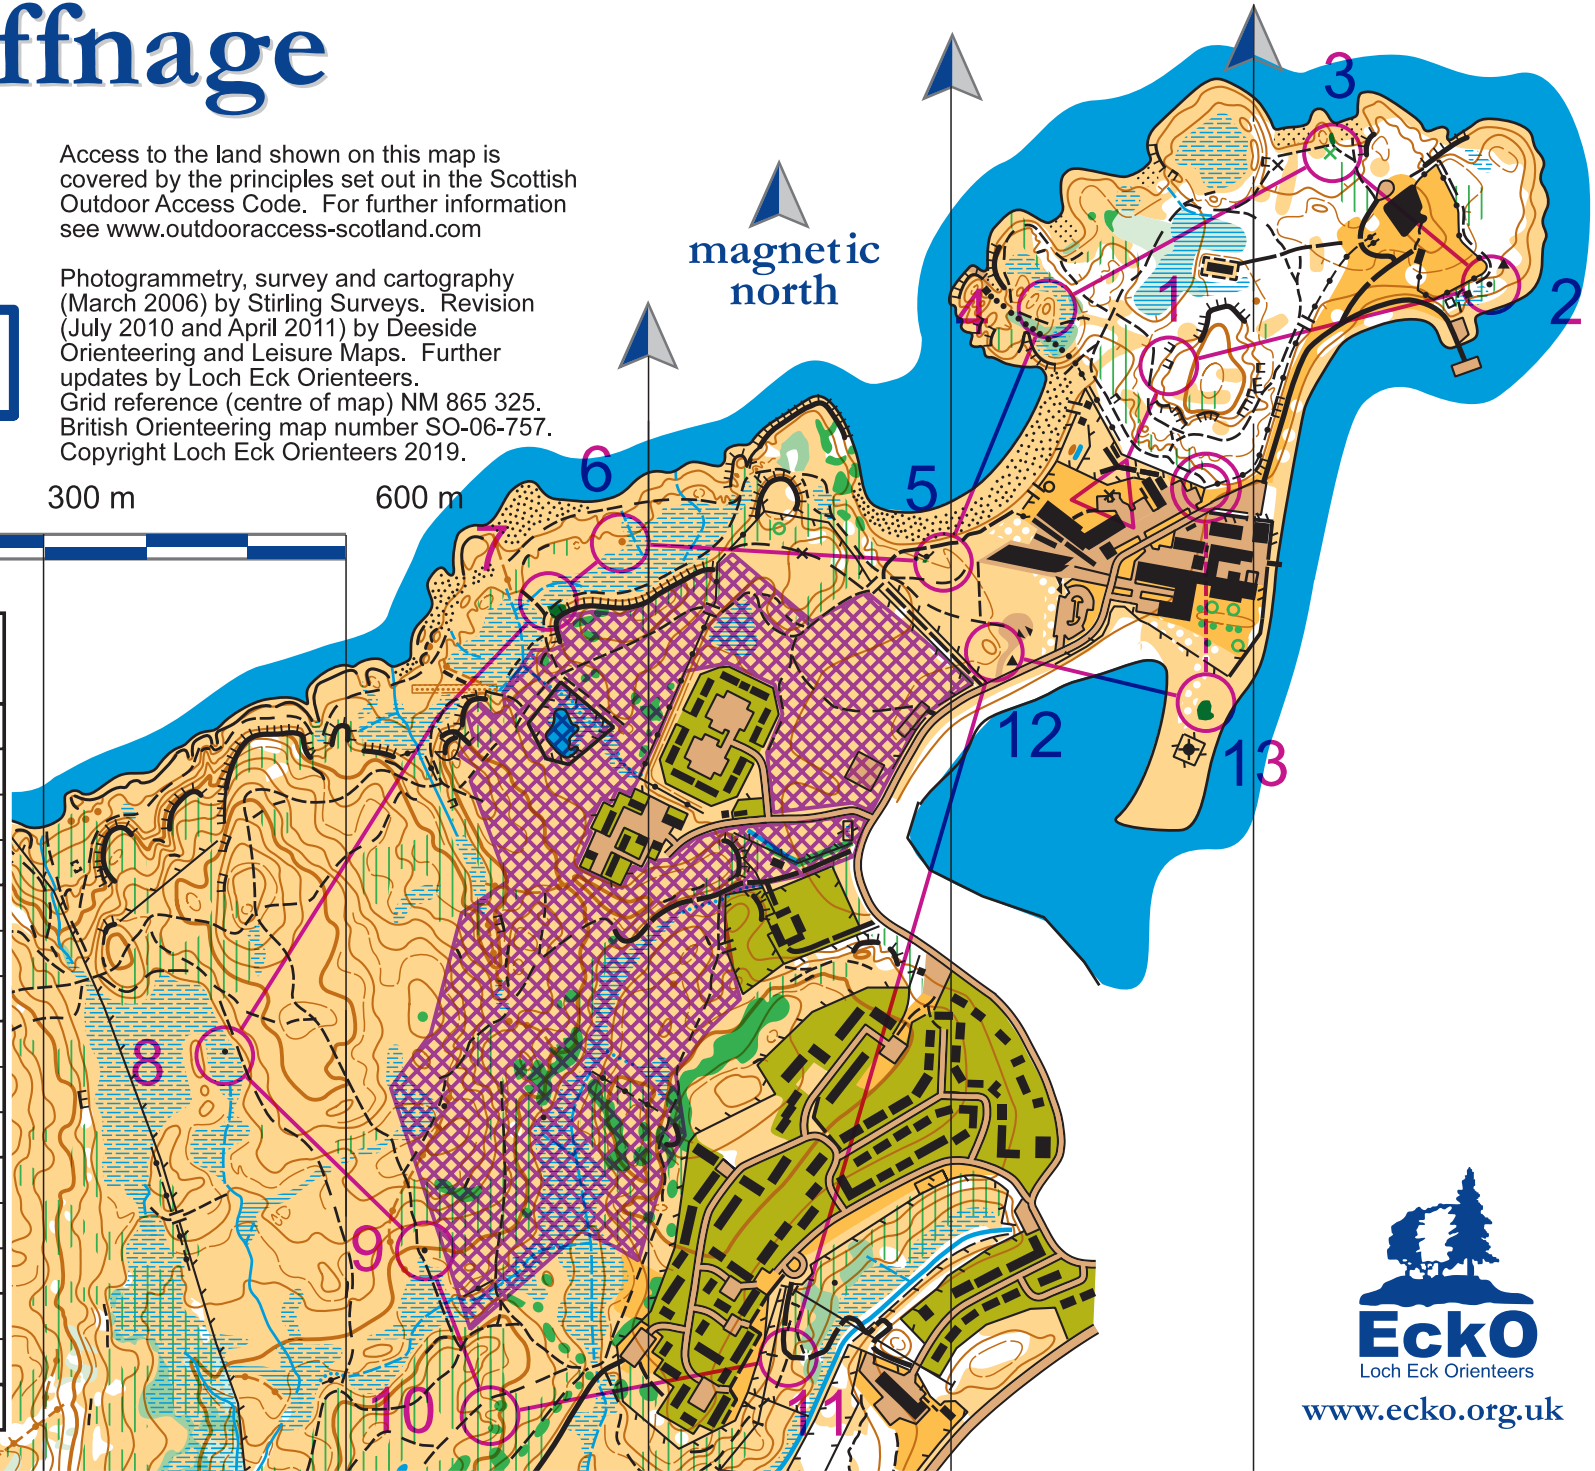 ffnage
Access to the land shown on this map is
covered by the principles set out in the Scottish
Outdoor Access Code. For further information
see www.outdooraccess-scotland.com
Photogrammetry, survey and cartography
(March 2006) by Stirling Surveys. Revision
(July 2010 and April 2011) by Deeside
Orienteering and Leisure Maps. Further
updates by Loch Eck Orienteers.
Grid reference (centre of map) NM 865 325.
British Orienteering map number SO-06-757.
Copyright Loch Eck Orienteers 2019.
300 m
600 m
magnetic
north
3
1
2
4
6
5
7
12
13
8
9
10
11
EckO
Loch Eck Orienteers
www.ecko.org.uk